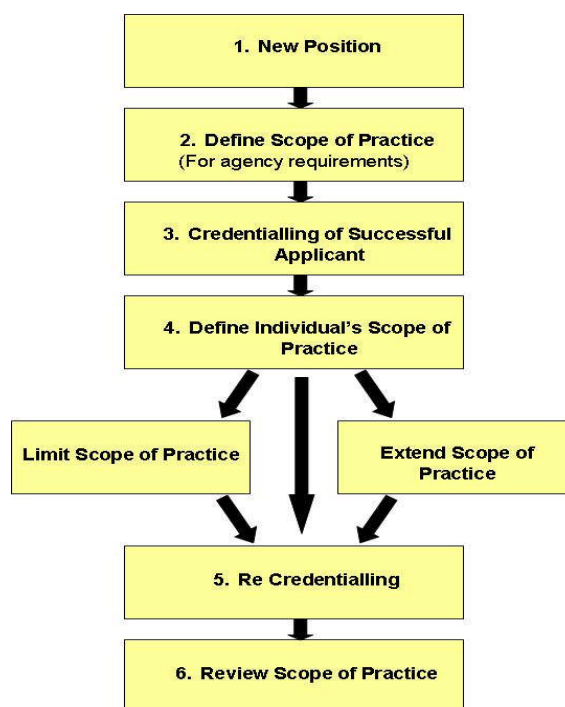 1. New Position
2. Define Scope of Practice
(For agency requirements)
3. Credentialling of Successful
Applicant
4. Define Individual's Scope of
Practice
Limit Scope of Practice
Extend Scope of
Practice
5. Re Credentialling
6. Review Scope of Practice